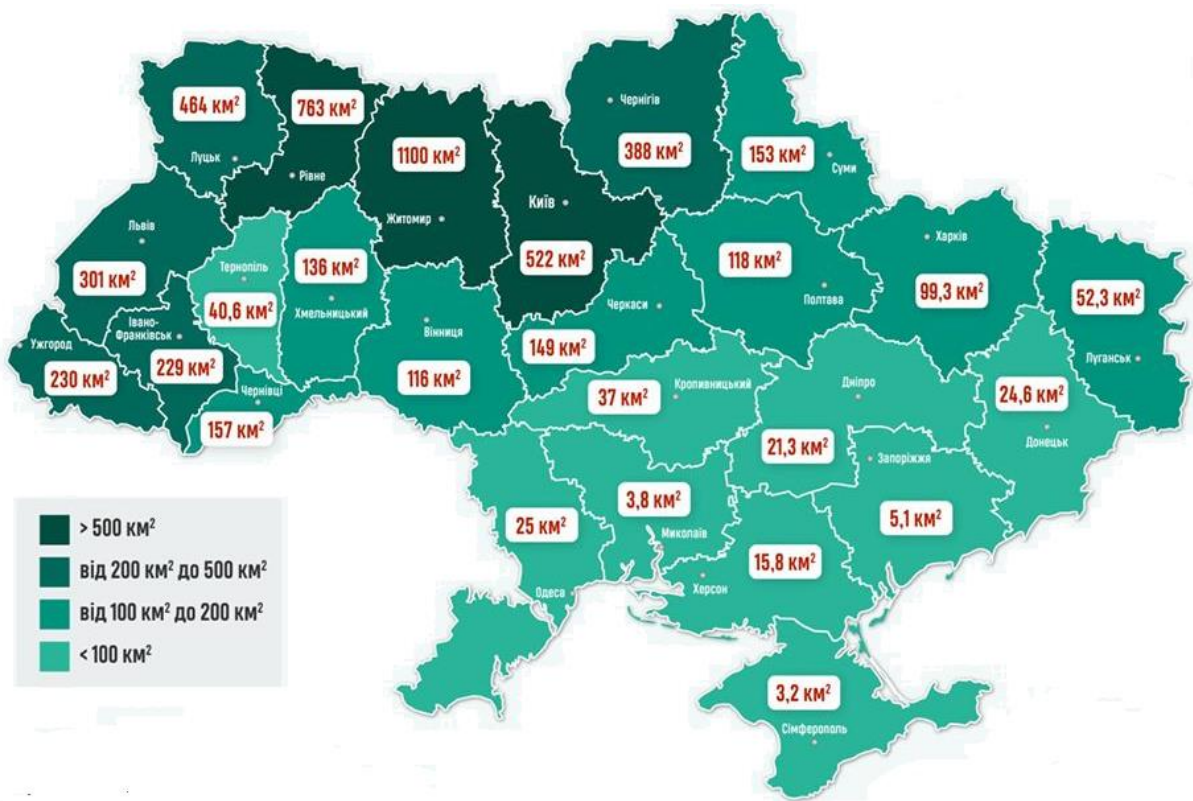 464 км²
763 км²
Луцьк
Рівне
1100 км²
Житомир
Київ
522 км²
Чернігів
388 км²
153 км²
Суми
Львів
301 км²
Тернопіль
40,6 км²
136 км²
Хмельницький
Вінниця
116 км²
Черкаси
149 км²
118 км²
Полтава
Харків
99,3 км²
52,3 км²
Луганськ
Ужгород
230 км²
Івано-
Франківськ
229 км²
Чернівці
157 км²
37 км²
Кропивницький
Дніпро
21,3 км²
24,6 км²
Донецьк
Запоріжжя
5,1 км²
25 км²
Одеса
3,8 км²
Миколаїв
Херсон
15,8 км²
3,2 км²
Сімферополь
> 500 км²
від 200 км² до 500 км²
від 100 км² до 200 км²
< 100 км²